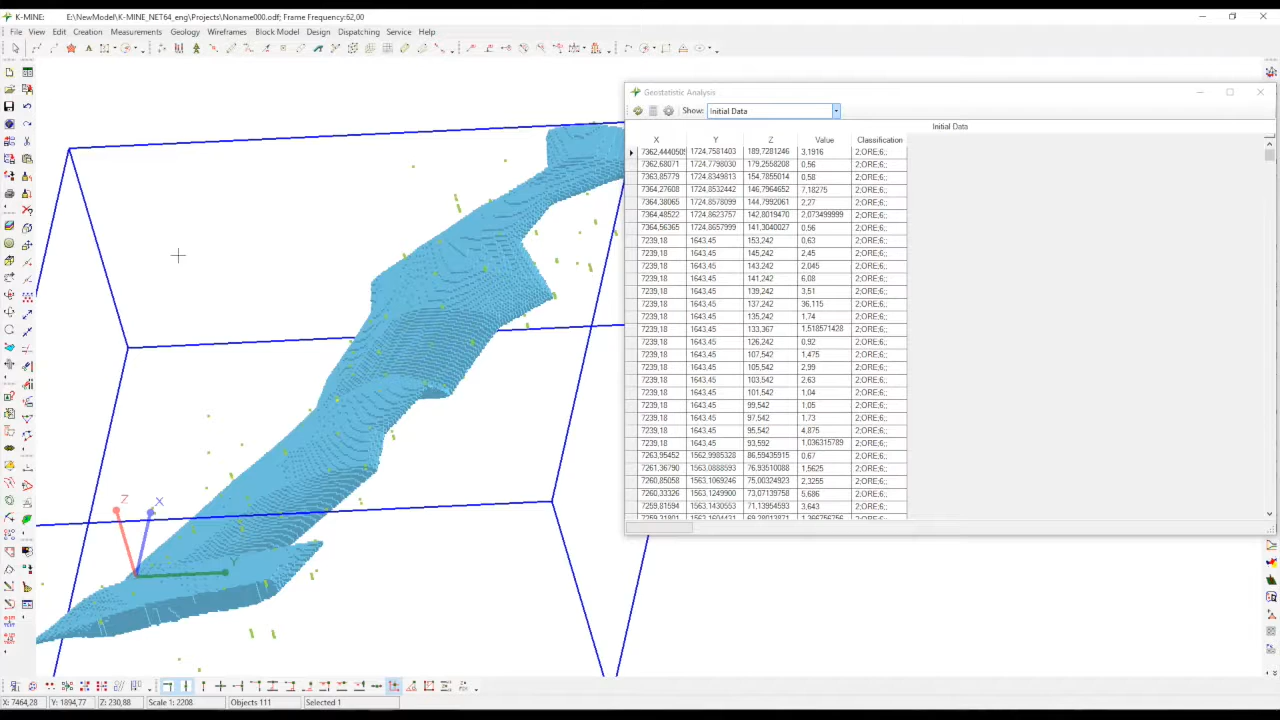 K-MINE: E:\NewModel\K-MINE_NET64_eng\Projects\Noname000.odf; Frame Frequency:62,00
File View Edit Creation Measurements Geology Wireframes Block Model Design Dispatching Service Help
Geostatistic Analysis
Show: Initial Data
Initial Data
X Y Z Value Classification
7362,4440505 1724,7581403 189,7281246 3,1916 2;ORE;6;;
7362,68071 1724,7798030 179,2558208 0,56 2;ORE;6;;
7363,85779 1724,8349813 154,7855014 0,58 2;ORE;6;;
7364,27608 1724,8532442 146,7964652 7,18275 2;ORE;6;;
7364,38065 1724,8578099 144,7992061 2,27 2;ORE;6;;
7364,48522 1724,8623757 142,8019470 2,073499999 2;ORE;6;;
7364,56365 1724,8657999 141,3040027 0,56 2;ORE;6;;
7239,18 1643,45 153,242 0,63 2;ORE;6;;
7239,18 1643,45 145,242 2,45 2;ORE;6;;
7239,18 1643,45 143,242 2,045 2;ORE;6;;
7239,18 1643,45 141,242 6,08 2;ORE;6;;
7239,18 1643,45 139,242 3,51 2;ORE;6;;
7239,18 1643,45 137,242 36,115 2;ORE;6;;
7239,18 1643,45 135,242 1,74 2;ORE;6;;
7239,18 1643,45 133,367 1,518571428 2;ORE;6;;
7239,18 1643,45 126,242 0,92 2;ORE;6;;
7239,18 1643,45 107,542 1,475 2;ORE;6;;
7239,18 1643,45 105,542 2,99 2;ORE;6;;
7239,18 1643,45 103,542 2,63 2;ORE;6;;
7239,18 1643,45 101,542 1,04 2;ORE;6;;
7239,18 1643,45 99,542 1,05 2;ORE;6;;
7239,18 1643,45 97,542 1,73 2;ORE;6;;
7239,18 1643,45 95,542 4,875 2;ORE;6;;
7239,18 1643,45 93,592 1,036315789 2;ORE;6;;
7263,95452 1562,9985328 86,59435915 0,67 2;ORE;6;;
7261,36790 1563,0888593 76,93510088 1,5625 2;ORE;6;;
7260,85058 1563,1069246 75,00324923 2,3255 2;ORE;6;;
7260,33326 1563,1249900 73,07139758 5,686 2;ORE;6;;
7259,81594 1563,1430553 71,13954593 3,643 2;ORE;6;;
Z X
Y
X: 7464,28 Y: 1894,77 Z: 230,88 Scale 1: 2208 Objects 111 Selected 1